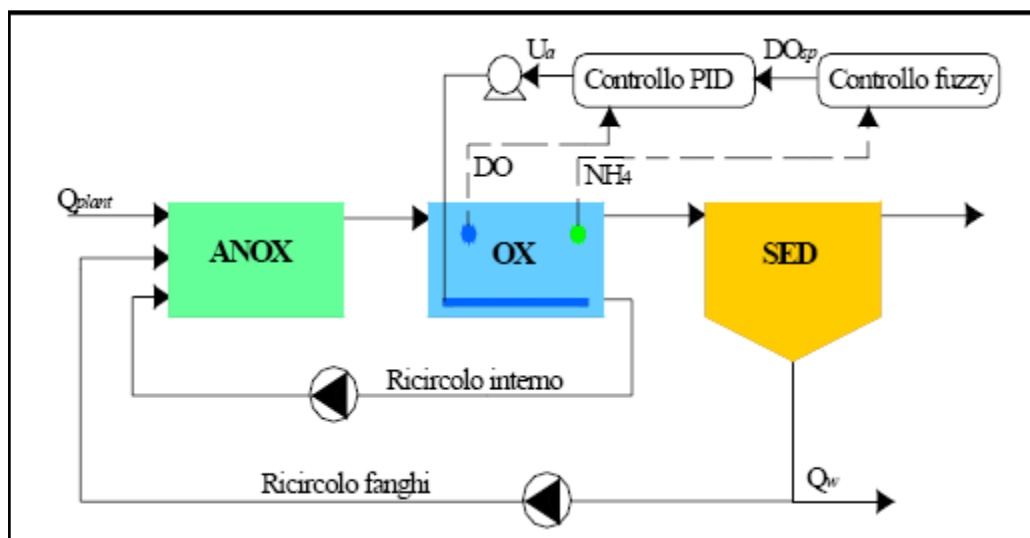 Ua
DOsp
Controllo PID
Controllo fuzzy
DO
NH4
Qplant
ANOX
OX
SED
Ricircolo interno
Ricircolo fanghi
Qw